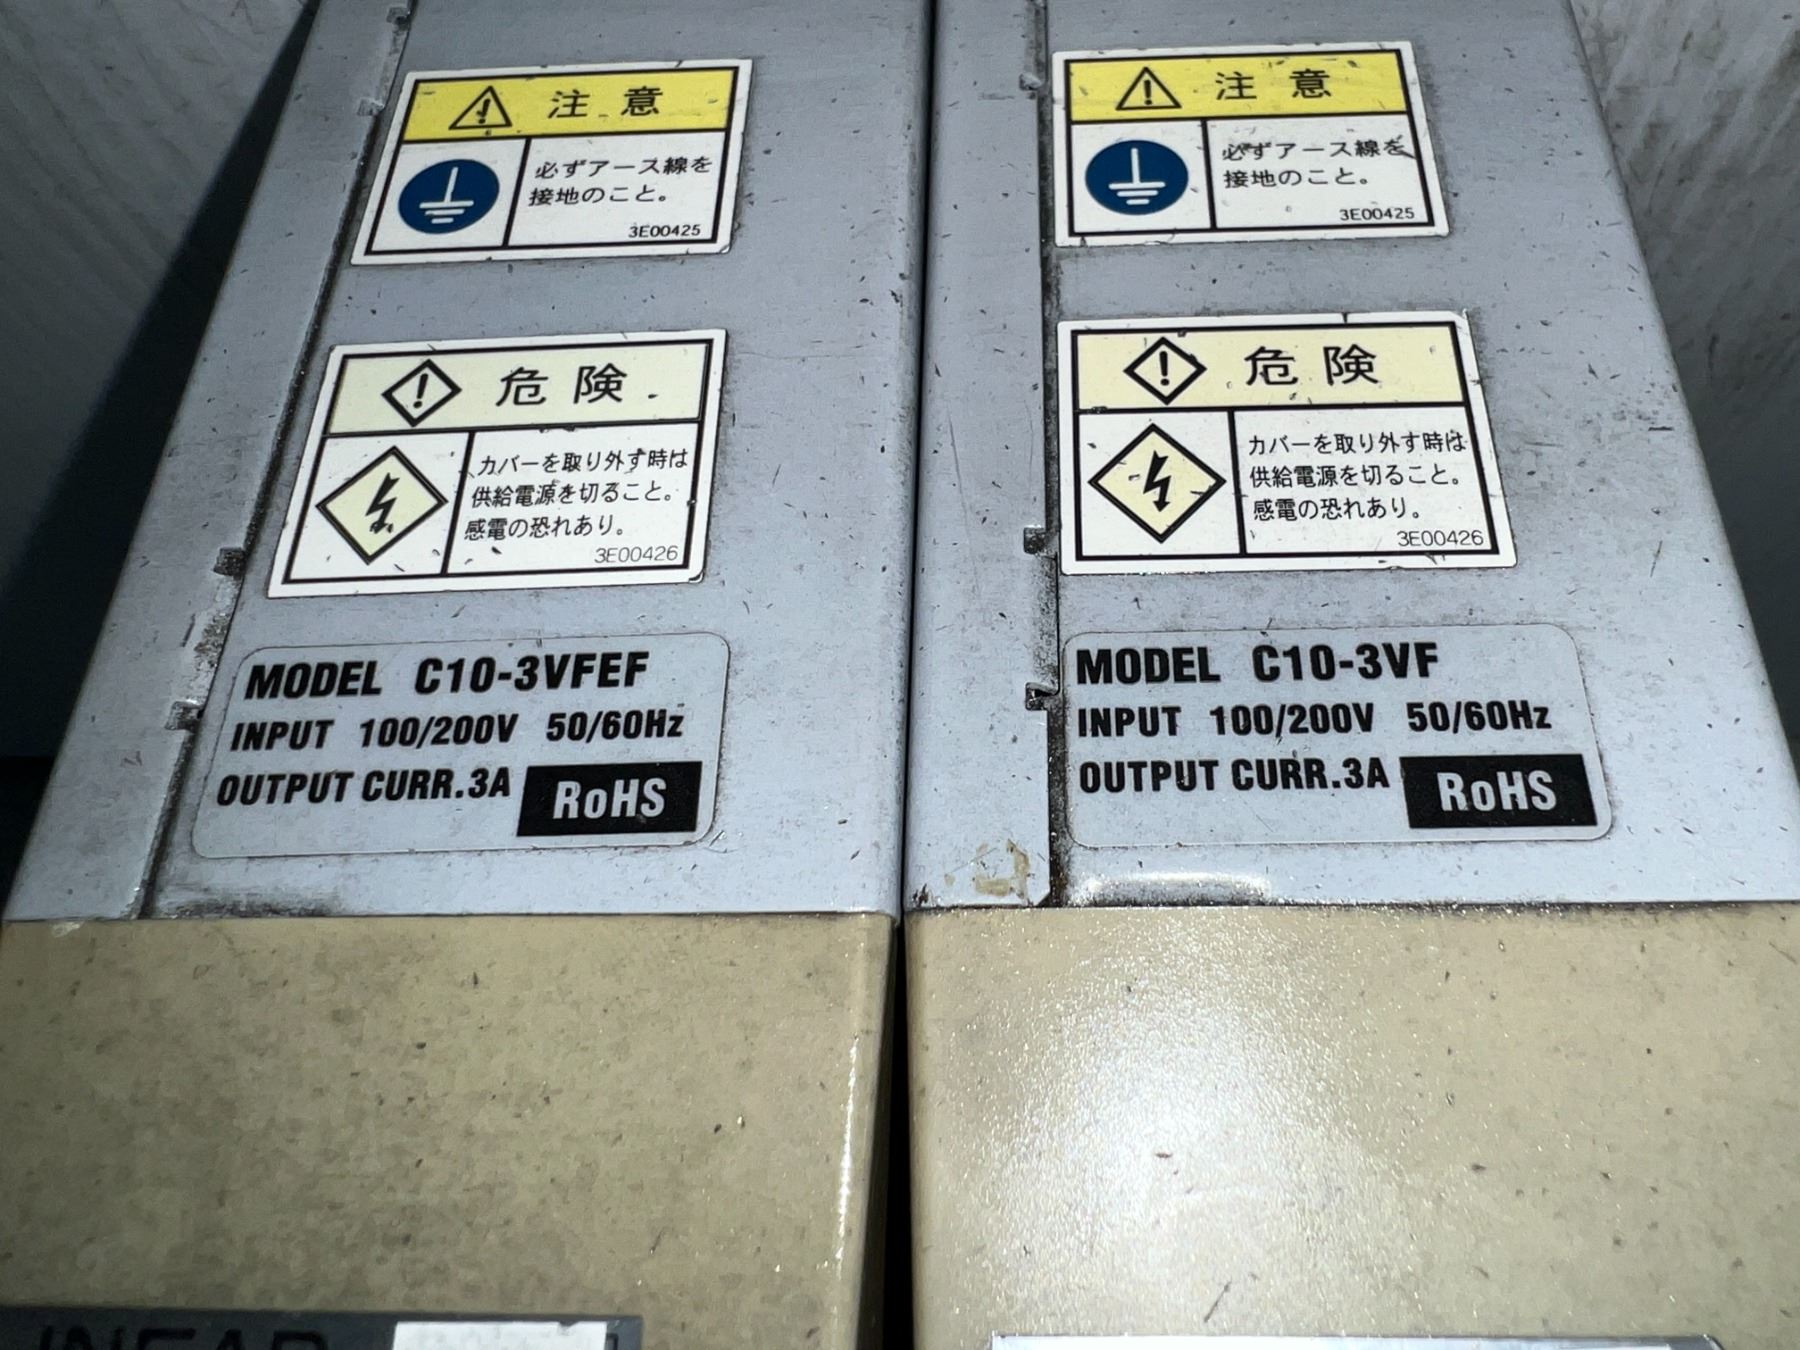 注意
必ずアース線を
接地のこと。
3E00425
危険
カバーを取り外す時は
供給電源を切ること。
感電の恐れあり。
3E00426
MODEL C10-3VFEF
INPUT 100/200V 50/60Hz
OUTPUT CURR.3A RoHS
注意
必ずアース線を
接地のこと。
3E00425
危険
カバーを取り外す時は
供給電源を切ること。
感電の恐れあり。
3E00426
MODEL C10-3VF
INPUT 100/200V 50/60Hz
OUTPUT CURR.3A RoHS